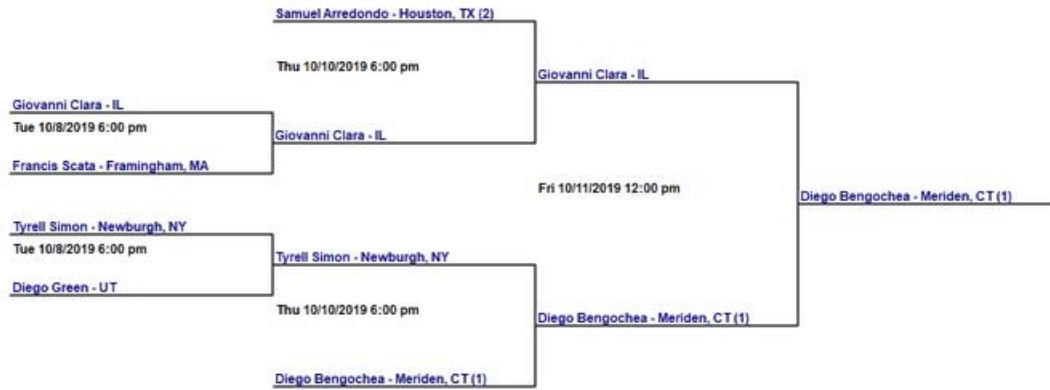 Samuel Arredondo - Houston, TX (2)
Thu 10/10/2019 6:00 pm
Giovanni Clara - IL
Giovanni Clara - IL
Tue 10/8/2019 6:00 pm
Giovanni Clara - IL
Francis Scata - Framingham, MA
Fri 10/11/2019 12:00 pm
Diego Bengochea - Meriden, CT (1)
Tyrell Simon - Newburgh, NY
Tue 10/8/2019 6:00 pm
Tyrell Simon - Newburgh, NY
Diego Green - UT
Thu 10/10/2019 6:00 pm
Diego Bengochea - Meriden, CT (1)
Diego Bengochea - Meriden, CT (1)